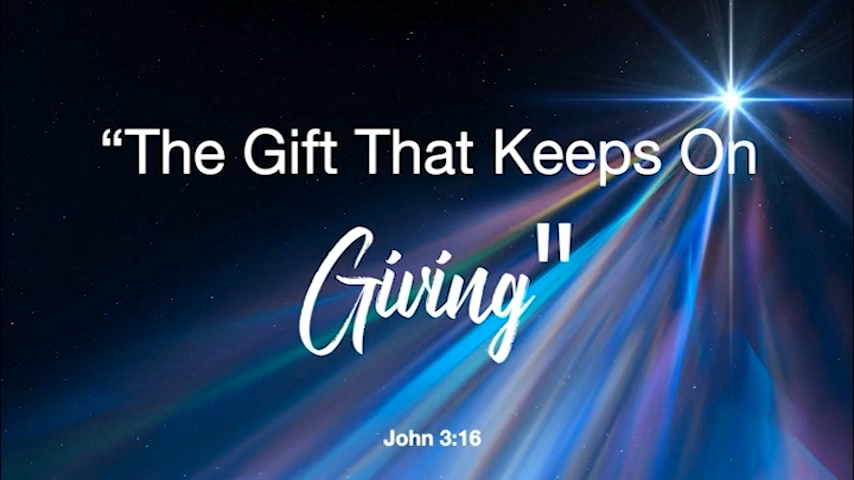 “The Gift That Keeps On
Giving"
John 3:16